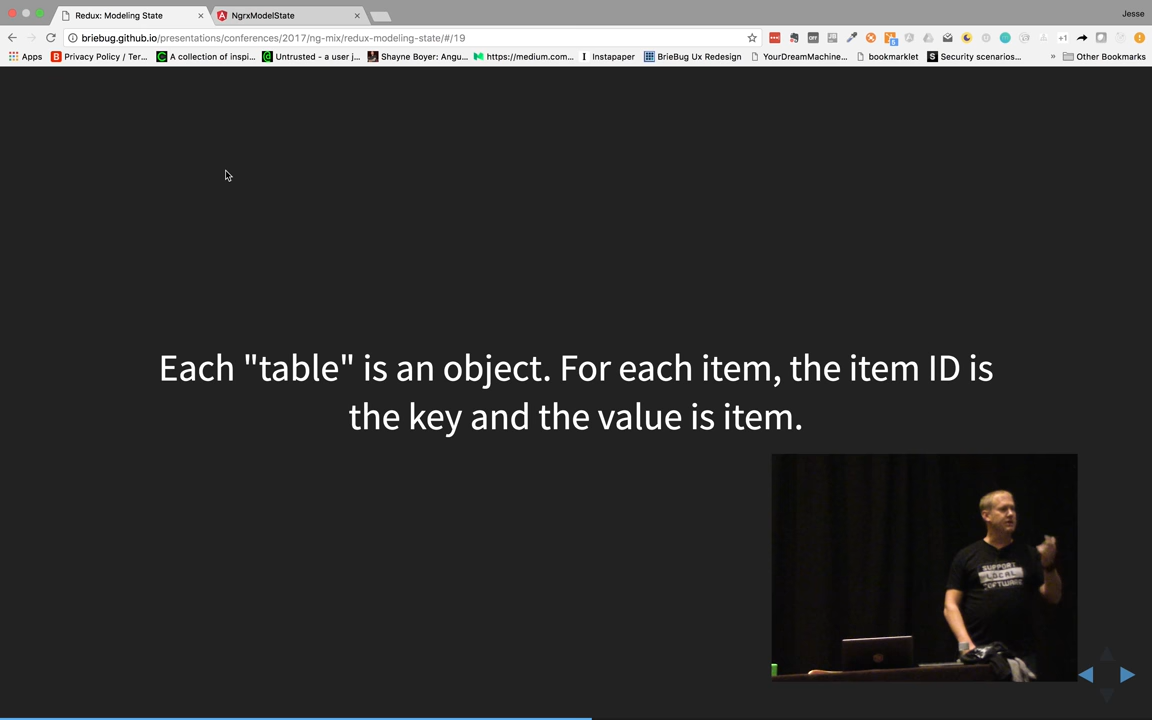 Redux: Modeling State
NgrxModelState
Jesse
briebug.github.io/presentations/conferences/2017/ng-mix/redux-modeling-state/#/19
Apps
Privacy Policy / Ter...
A collection of inspi...
Untrusted - a user j...
Shayne Boyer: Angu...
https://medium.com...
Instapaper
BrieBug Ux Redesign
YourDreamMachine...
bookmarklet
Security scenarios...
»
Other Bookmarks
Each "table" is an object. For each item, the item ID is
the key and the value is item.
SUPPORT
LOCAL
SOFTWARE